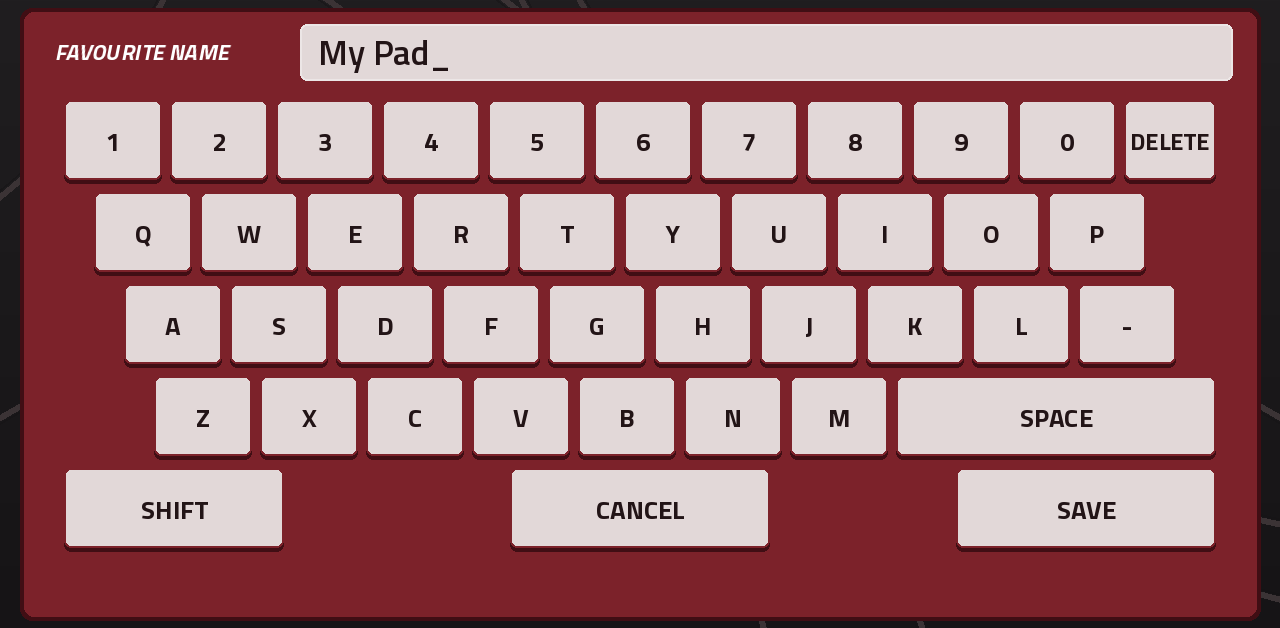 FAVOURITE NAME My Pad_
1 2 3 4 5 6 7 8 9 0 DELETE
Q W E R T Y U I O P
A S D F G H J K L -
Z X C V B N M SPACE
SHIFT CANCEL SAVE